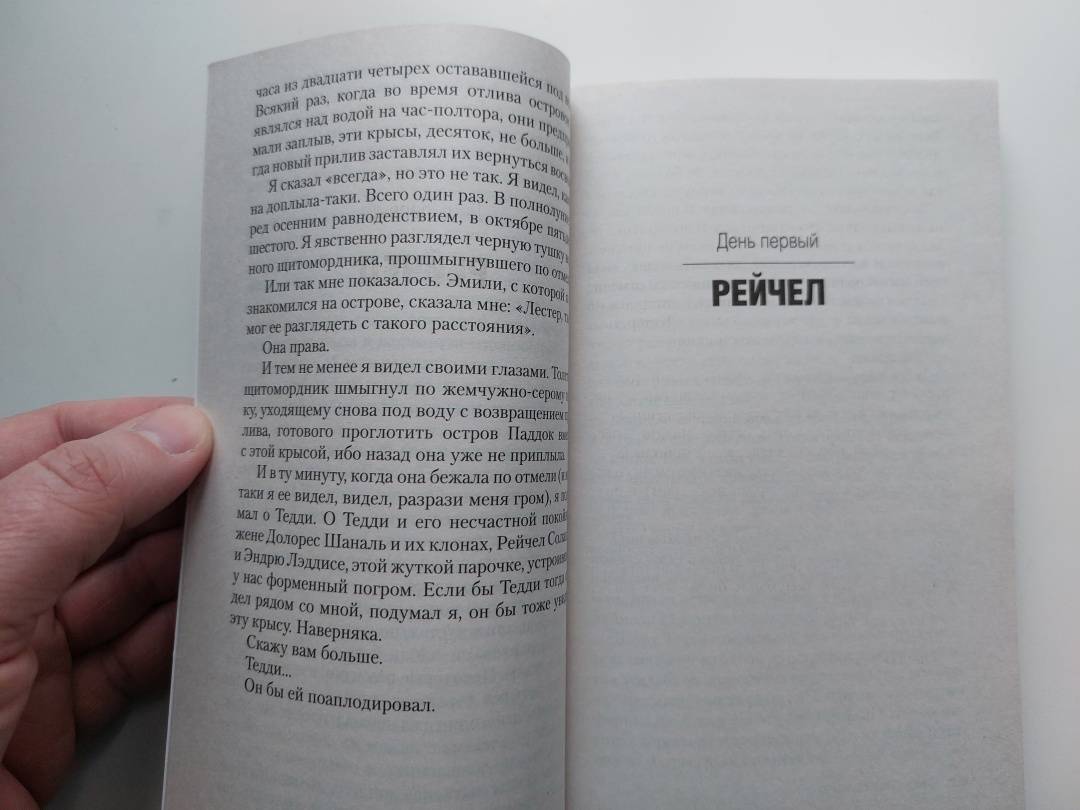 часа из двадцати четырех остававшейся под
Всякий раз, когда во время отлива
являлся над водой на час-полтора, они
мали заплыв, эти крысы, десяток, не больше,
гда новый прилив заставлял их вернуться
Я сказал «всегда», но это не так. Я видел,
на доплыла-таки. Всего один раз. В
ред осенним равноденствием, в октябре
шестого. Я явственно разглядел черную тушку
ного щитомордника, прошмыгнувшего по
Или так мне показалось. Эмили, с которой
знакомился на острове, сказала мне: «Лестер,
мог ее разглядеть с такого расстояния».
Она права.
И тем не менее я видел своими глазами.
щитомордник шмыгнул по жемчужно-серому
ку, уходящему снова под воду с возвращением
лива, готового проглотить остров Паддок
с этой крысой, ибо назад она уже не приплыла.
И в ту минуту, когда она бежала по отмели
таки я ее видел, видел, разрази меня гром), я
мал о Тедди. О Тедди и его несчастной
жене Долорес Шаналь и их клонах, Рейчел
и Эндрю Лэддисе, этой жуткой парочке,
у нас форменный погром. Если бы Тедди тогда
дел рядом со мной, подумал я, он бы тоже
эту крысу. Наверняка.
Скажу вам больше.
Тедди...
Он бы ей поаплодировал.
День первый
РЕЙЧЕЛ